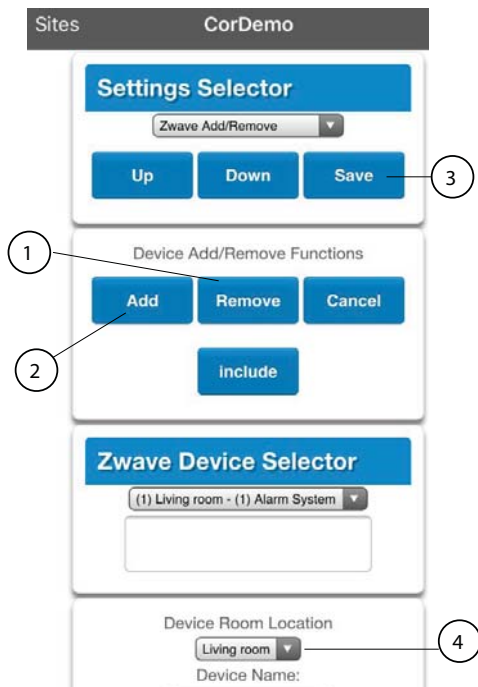 Sites CorDemo
Settings Selector
Zwave Add/Remove
Up Down Save
3
1
Device Add/Remove Functions
Add Remove Cancel
2
include
Zwave Device Selector
(1) Living room - (1) Alarm System
Device Room Location
Living room
4
Device Name: